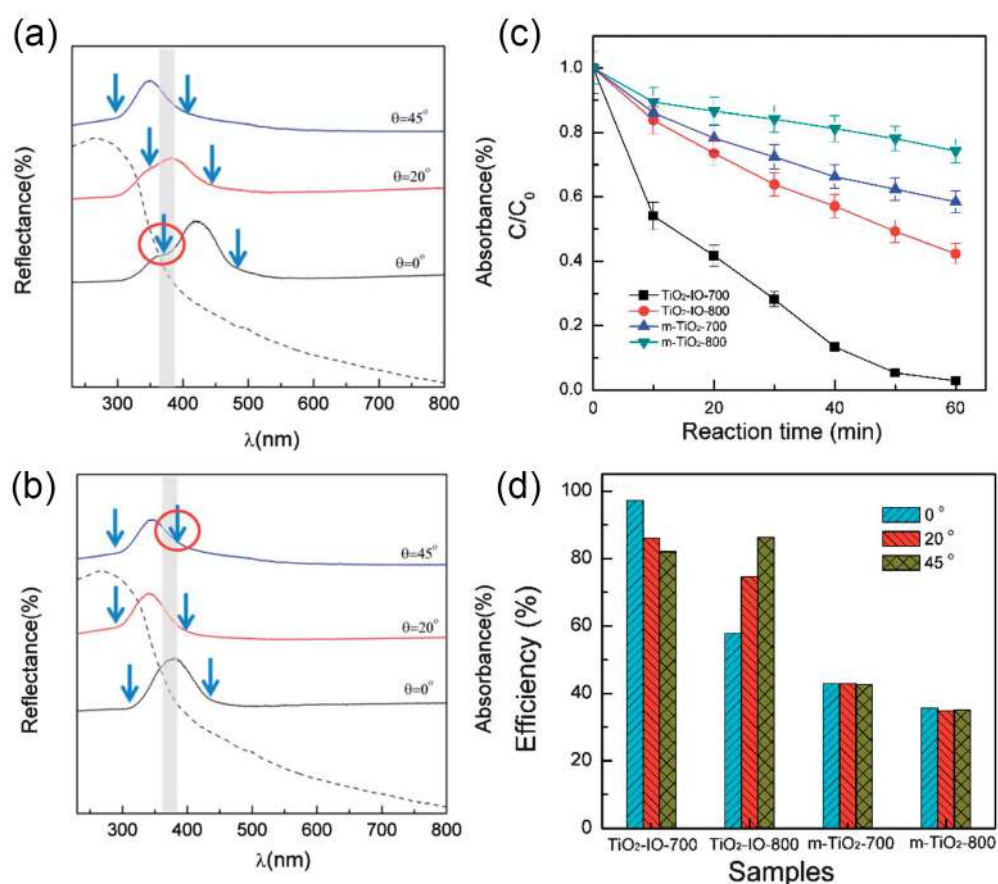 (a)
Reflectance(%)
Absorbance(%)
θ=45°
θ=20°
θ=0°
300 400 500 600 700 800
λ(nm)
(b)
Reflectance(%)
Absorbance(%)
θ=45°
θ=20°
θ=0°
300 400 500 600 700 800
λ(nm)
(c)
C/C₀
1.0
0.8
0.6
0.4
0.2
0.0
TiO₂-IO-700
TiO₂-IO-800
m-TiO₂-700
m-TiO₂-800
0 20 40 60
Reaction time (min)
(d)
Efficiency (%)
100
80
60
40
20
0
0 °
20 °
45 °
TiO₂-IO-700 TiO₂-IO-800 m-TiO₂-700 m-TiO₂-800
Samples